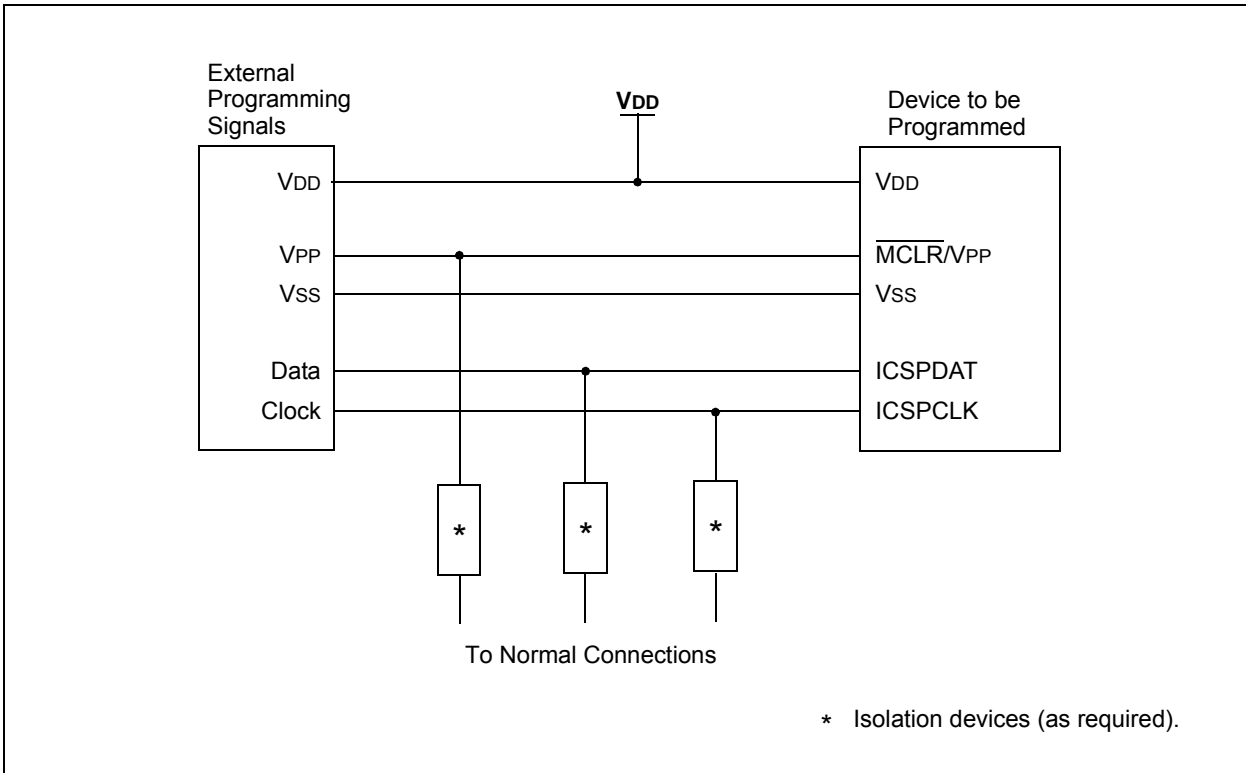 External
Programming
Signals
VDD
Device to be
Programmed
VDD
VDD
VPP
MCLR/VPP
VSS
VSS
Data
ICSPDAT
Clock
ICSPCLK
*
*
*
To Normal Connections
* Isolation devices (as required).